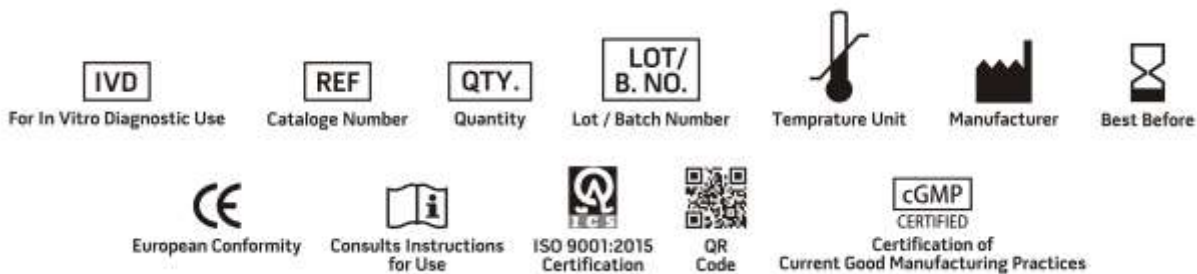 IVD
For In Vitro Diagnostic Use
REF
Cataloge Number
QTY.
Quantity
LOT/
B. NO.
Lot / Batch Number
Temprature Unit
Manufacturer
Best Before
CE
European Conformity
i
Consults Instructions
for Use
ICS
ISO 9001:2015
Certification
QR
Code
cGMP
CERTIFIED
Certification of
Current Good Manufacturing Practices